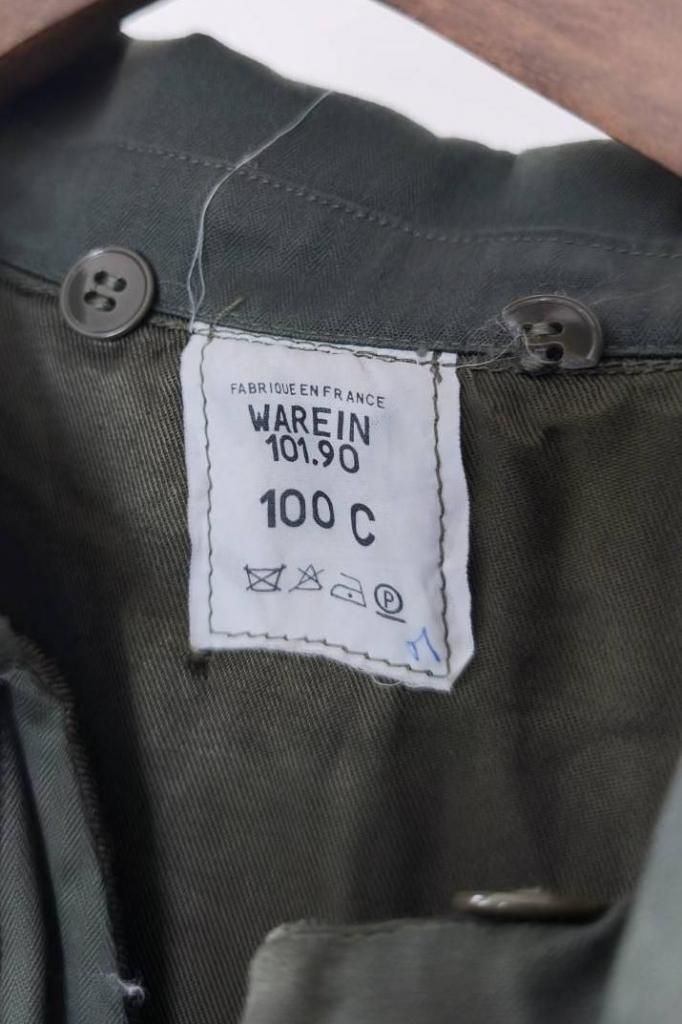 FABRIQUE EN FRANCE
WAREIN
101.90
100 C
P